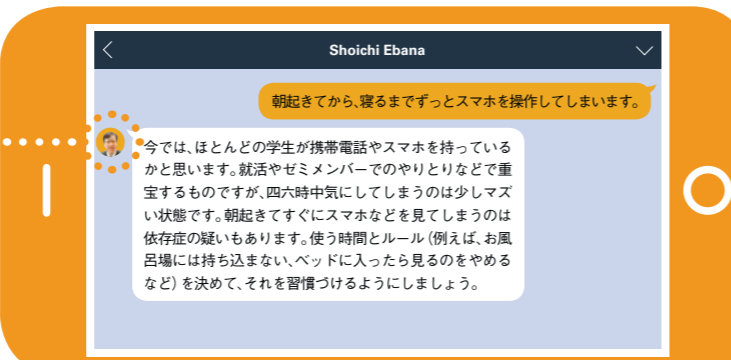 Shoichi Ebana
朝起きてから、寝るまでずっとスマホを操作してしまいます。
今では、ほとんどの学生が携帯電話やスマホを持っている
かと思います。就活やゼミメンバーでのやりとりなどで重
宝するものですが、四六時中気にしてしまうのは少しマズ
い状態です。朝起きてすぐにスマホなどを見てしまうのは
依存症の疑いもあります。使う時間とルール（例えば、お風
呂場には持ち込まない、ベッドに入ったら見るのをやめる
など）を決めて、それを習慣づけるようにしましょう。